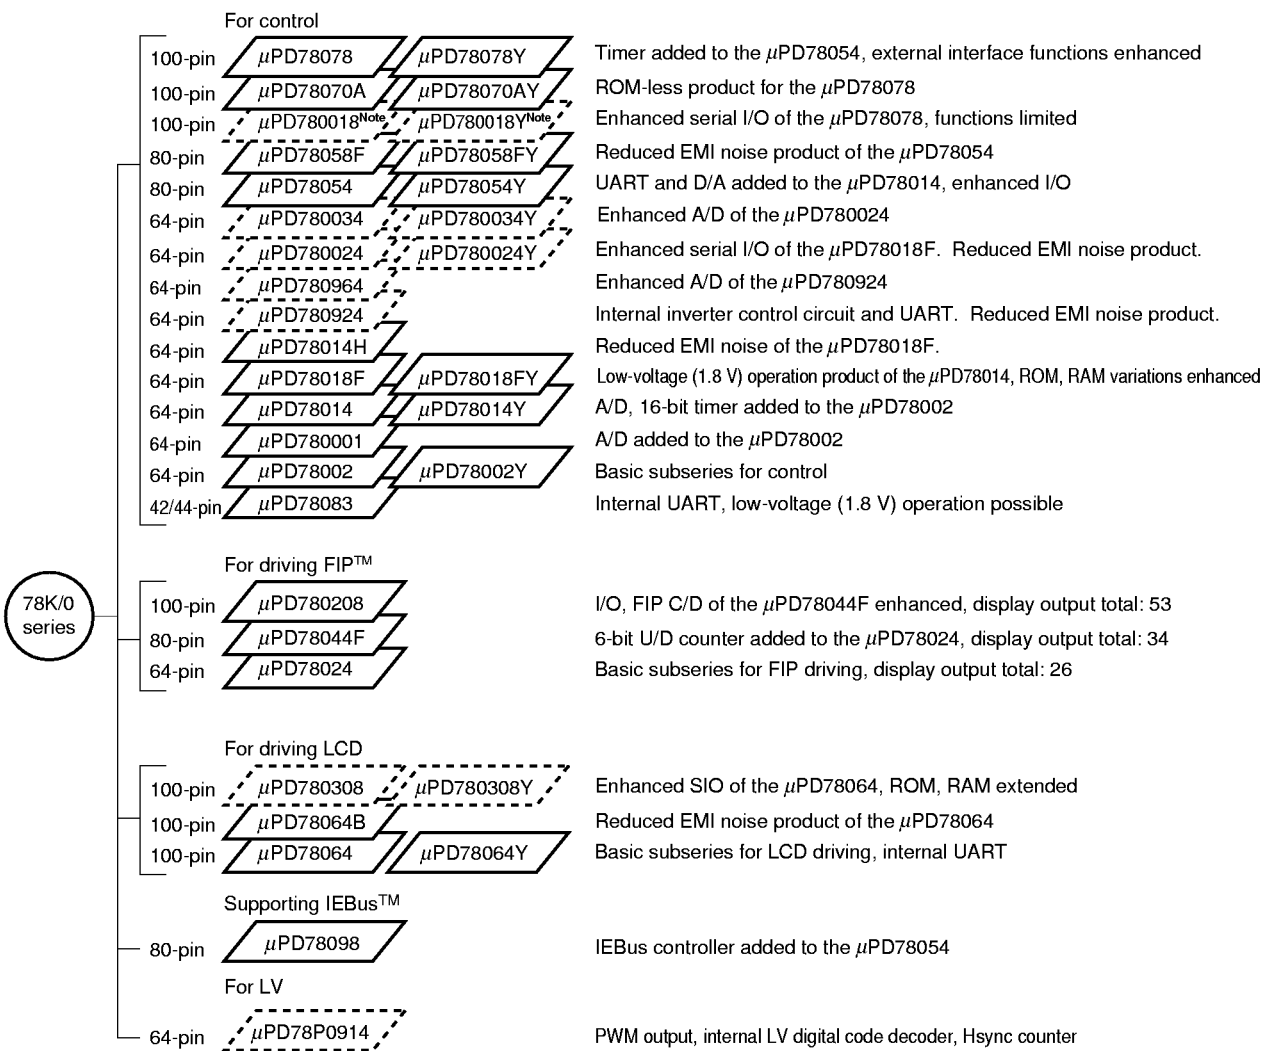 For control
100-pin μPD78078 μPD78078Y Timer added to the μPD78054, external interface functions enhanced
100-pin μPD78070A μPD78070AY ROM-less product for the μPD78078
100-pin μPD780018Note μPD780018YNote Enhanced serial I/O of the μPD78078, functions limited
80-pin μPD78058F μPD78058FY Reduced EMI noise product of the μPD78054
80-pin μPD78054 μPD78054Y UART and D/A added to the μPD78014, enhanced I/O
64-pin μPD780034 μPD780034Y Enhanced A/D of the μPD780024
64-pin μPD780024 μPD780024Y Enhanced serial I/O of the μPD78018F. Reduced EMI noise product.
64-pin μPD780964 Enhanced A/D of the μPD780924
64-pin μPD780924 Internal inverter control circuit and UART. Reduced EMI noise product.
64-pin μPD78014H Reduced EMI noise of the μPD78018F.
64-pin μPD78018F μPD78018FY Low-voltage (1.8 V) operation product of the μPD78014, ROM, RAM variations enhanced
64-pin μPD78014 μPD78014Y A/D, 16-bit timer added to the μPD78002
64-pin μPD780001 A/D added to the μPD78002
64-pin μPD78002 μPD78002Y Basic subseries for control
42/44-pin μPD78083 Internal UART, low-voltage (1.8 V) operation possible
For driving FIP™
78K/0
series
100-pin μPD780208 I/O, FIP C/D of the μPD78044F enhanced, display output total: 53
80-pin μPD78044F 6-bit U/D counter added to the μPD78024, display output total: 34
64-pin μPD78024 Basic subseries for FIP driving, display output total: 26
For driving LCD
100-pin μPD780308 μPD780308Y Enhanced SIO of the μPD78064, ROM, RAM extended
100-pin μPD78064B Reduced EMI noise product of the μPD78064
100-pin μPD78064 μPD78064Y Basic subseries for LCD driving, internal UART
Supporting IEBus™
80-pin μPD78098 IEBus controller added to the μPD78054
For LV
64-pin μPD78P0914 PWM output, internal LV digital code decoder, Hsync counter